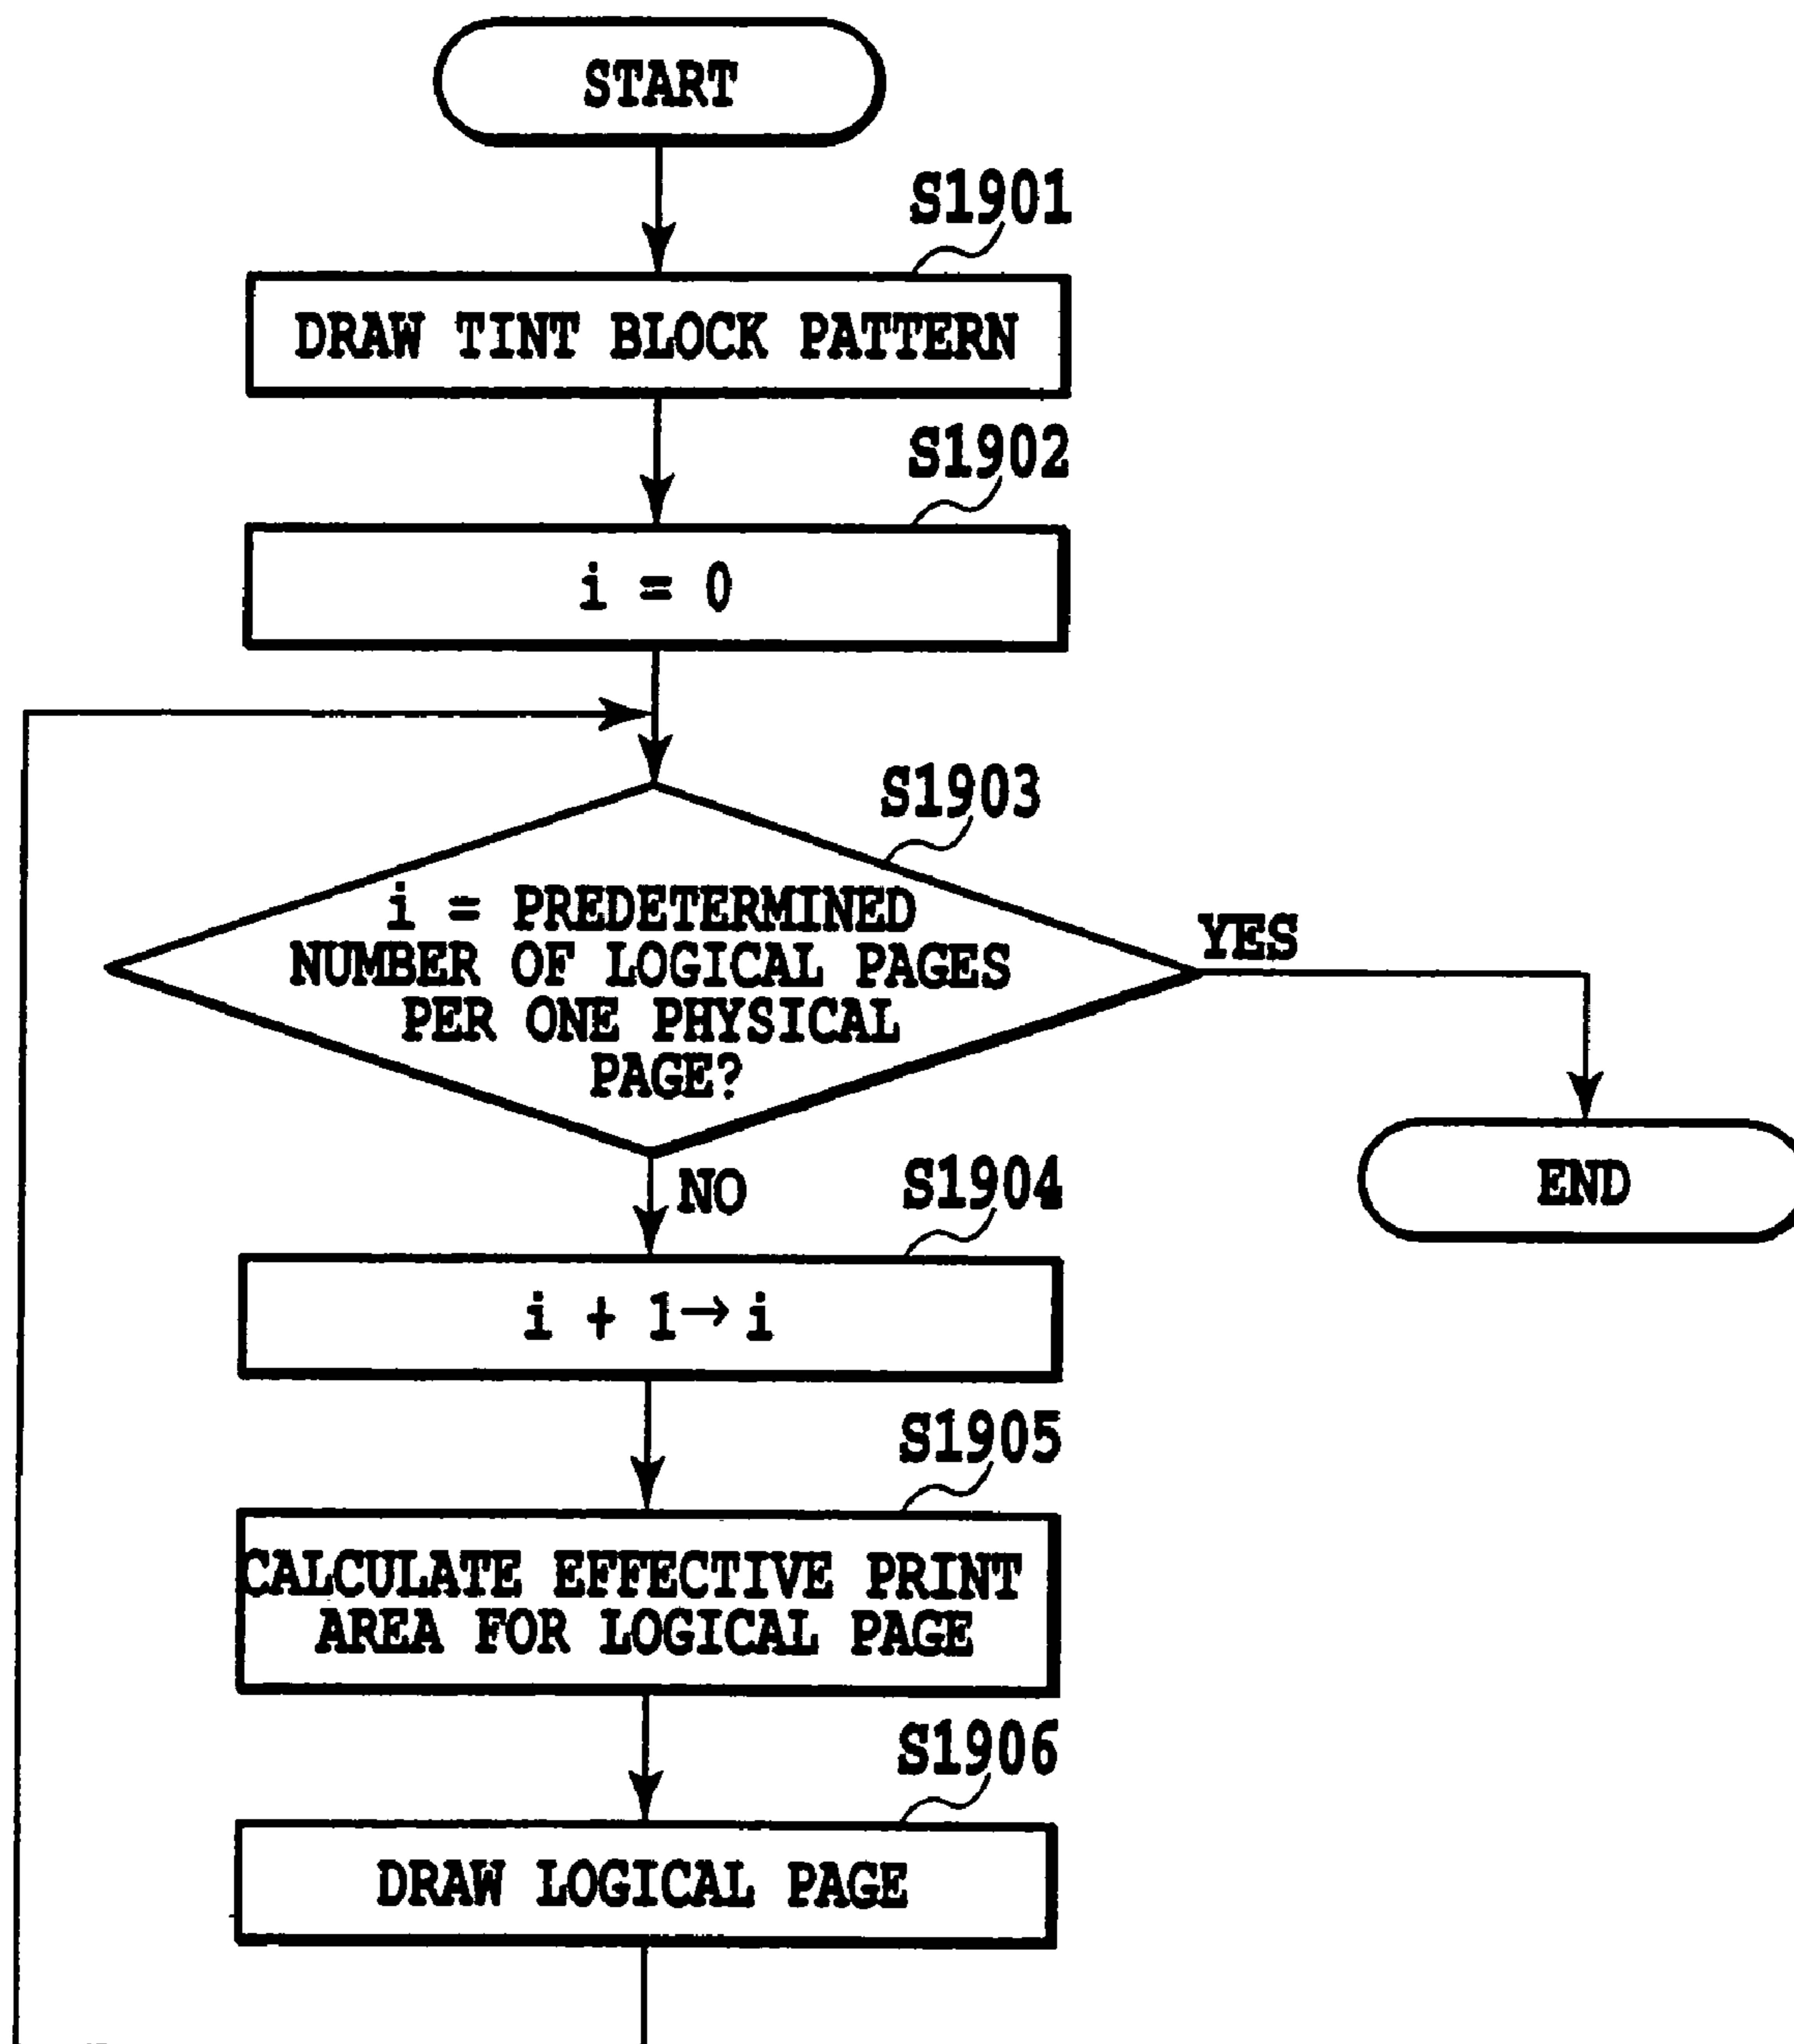 START
S1901
DRAW TINT BLOCK PATTERN
S1902
i = 0
S1903
i = PREDETERMINED
NUMBER OF LOGICAL PAGES
PER ONE PHYSICAL
PAGE?
YES
END
NO
S1904
i + 1→i
S1905
CALCULATE EFFECTIVE PRINT
AREA FOR LOGICAL PAGE
S1906
DRAW LOGICAL PAGE